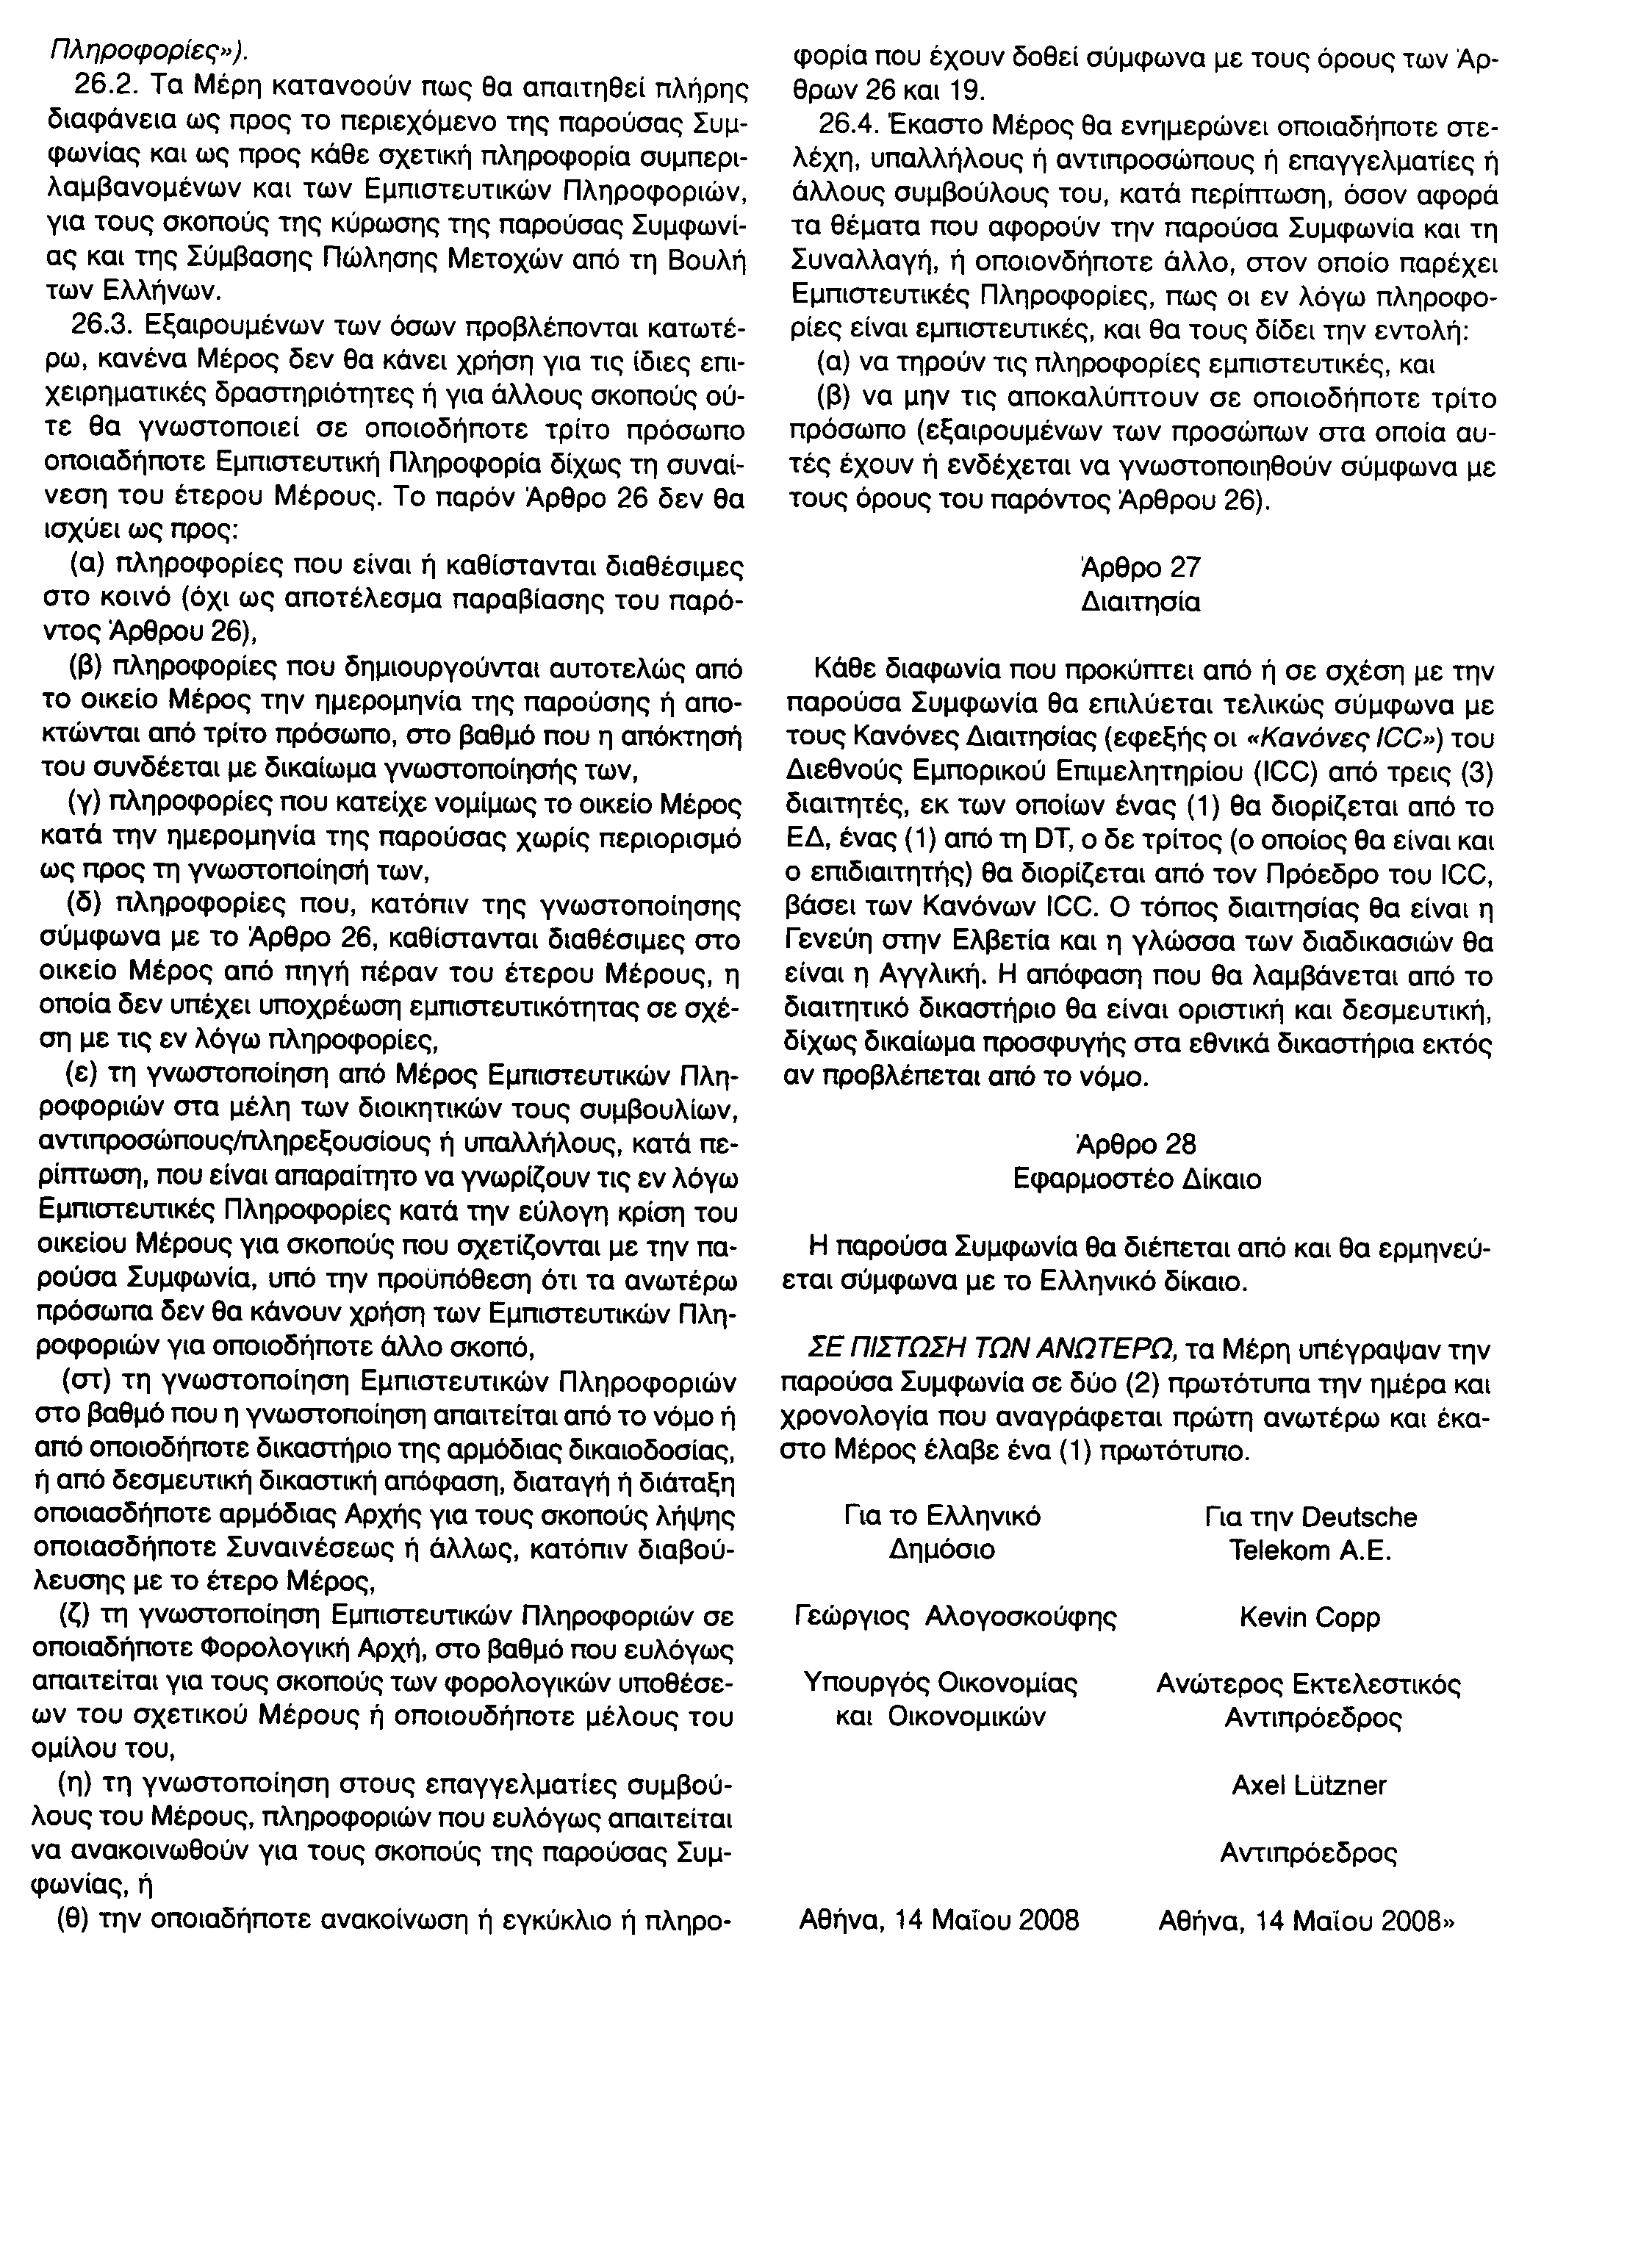 Πληροφορίες»).
26.2. Τα Μέρη κατανοούν πως θα απαιτηθεί πλήρης
διαφάνεια ως προς το περιεχόμενο της παρούσας Συμ-
φωνίας και ως προς κάθε σχετική πληροφορία συμπερι-
λαμβανομένων και των Εμπιστευτικών Πληροφοριών,
για τους σκοπούς της κύρωσης της παρούσας Συμφωνί-
ας και της Σύμβασης Πώλησης Μετοχών από τη Βουλή
των Ελλήνων.
26.3. Εξαιρουμένων των όσων προβλέπονται κατωτέ-
ρω, κανένα Μέρος δεν θα κάνει χρήση για τις ίδιες επι-
χειρηματικές δραστηριότητες ή για άλλους σκοπούς ού-
τε θα γνωστοποιεί σε οποιοδήποτε τρίτο πρόσωπο
οποιαδήποτε Εμπιστευτική Πληροφορία δίχως τη συναί-
νεση του έτερου Μέρους. Το παρόν Άρθρο 26 δεν θα
ισχύει ως προς:
(α) πληροφορίες που είναι ή καθίστανται διαθέσιμες
στο κοινό (όχι ως αποτέλεσμα παραβίασης του παρό-
ντος Άρθρου 26),
(β) πληροφορίες που δημιουργούνται αυτοτελώς από
το οικείο Μέρος την ημερομηνία της παρούσης ή απο-
κτώνται από τρίτο πρόσωπο, στο βαθμό που η απόκτησή
του συνδέεται με δικαίωμα γνωστοποίησής των,
(γ) πληροφορίες που κατείχε νομίμως το οικείο Μέρος
κατά την ημερομηνία της παρούσας χωρίς περιορισμό
ως προς τη γνωστοποίησή των,
(δ) πληροφορίες που, κατόπιν της γνωστοποίησης
σύμφωνα με το Άρθρο 26, καθίστανται διαθέσιμες στο
οικείο Μέρος από πηγή πέραν του έτερου Μέρους, η
οποία δεν υπέχει υποχρέωση εμπιστευτικότητας σε σχέ-
ση με τις εν λόγω πληροφορίες,
(ε) τη γνωστοποίηση από Μέρος Εμπιστευτικών Πλη-
ροφοριών στα μέλη των διοικητικών τους συμβουλίων,
αντιπροσώπους/πληρεξουσίους ή υπαλλήλους, κατά πε-
ρίπτωση, που είναι απαραίτητο να γνωρίζουν τις εν λόγω
Εμπιστευτικές Πληροφορίες κατά την εύλογη κρίση του
οικείου Μέρους για σκοπούς που σχετίζονται με την πα-
ρούσα Συμφωνία, υπό την προϋπόθεση ότι τα ανωτέρω
πρόσωπα δεν θα κάνουν χρήση των Εμπιστευτικών Πλη-
ροφοριών για οποιοδήποτε άλλο σκοπό,
(στ) τη γνωστοποίηση Εμπιστευτικών Πληροφοριών
στο βαθμό που η γνωστοποίηση απαιτείται από το νόμο ή
από οποιοδήποτε δικαστήριο της αρμόδιας δικαιοδοσίας,
ή από δεσμευτική δικαστική απόφαση, διαταγή ή διάταξη
οποιασδήποτε αρμόδιας Αρχής για τους σκοπούς λήψης
οποιασδήποτε Συναινέσεως ή άλλως, κατόπιν διαβού-
λευσης με το έτερο Μέρος,
(ζ) τη γνωστοποίηση Εμπιστευτικών Πληροφοριών σε
οποιαδήποτε Φορολογική Αρχή, στο βαθμό που ευλόγως
απαιτείται για τους σκοπούς των φορολογικών υποθέσε-
ων του σχετικού Μέρους ή οποιουδήποτε μέλους του
ομίλου του,
(η) τη γνωστοποίηση στους επαγγελματίες συμβού-
λους του Μέρους, πληροφοριών που ευλόγως απαιτείται
να ανακοινωθούν για τους σκοπούς της παρούσας Συμ-
φωνίας, ή
(θ) την οποιαδήποτε ανακοίνωση ή εγκύκλιο ή πληρο-
φορία που έχουν δοθεί σύμφωνα με τους όρους των Άρ-
θρων 26 και 19.
26.4. Έκαστο Μέρος θα ενημερώνει οποιαδήποτε στε-
λέχη, υπαλλήλους ή αντιπροσώπους ή επαγγελματίες ή
άλλους συμβούλους του, κατά περίπτωση, όσον αφορά
τα θέματα που αφορούν την παρούσα Συμφωνία και τη
Συναλλαγή, ή οποιονδήποτε άλλο, στον οποίο παρέχει
Εμπιστευτικές Πληροφορίες, πως οι εν λόγω πληροφο-
ρίες είναι εμπιστευτικές, και θα τους δίδει την εντολή:
(α) να τηρούν τις πληροφορίες εμπιστευτικές, και
(β) να μην τις αποκαλύπτουν σε οποιοδήποτε τρίτο
πρόσωπο (εξαιρουμένων των προσώπων στα οποία αυ-
τές έχουν ή ενδέχεται να γνωστοποιηθούν σύμφωνα με
τους όρους του παρόντος Άρθρου 26).
Άρθρο 27
Διαιτησία
Κάθε διαφωνία που προκύπτει από ή σε σχέση με την
παρούσα Συμφωνία θα επιλύεται τελικώς σύμφωνα με
τους Κανόνες Διαιτησίας (εφεξής οι «Κανόνες ICC») του
Διεθνούς Εμπορικού Επιμελητηρίου (ICC) από τρεις (3)
διαιτητές, εκ των οποίων ένας (1) θα διορίζεται από το
ΕΔ, ένας (1) από τη DT, ο δε τρίτος (ο οποίος θα είναι και
ο επιδιαιτητής) θα διορίζεται από τον Πρόεδρο του ICC,
βάσει των Κανόνων ICC. Ο τόπος διαιτησίας θα είναι η
Γενεύη στην Ελβετία και η γλώσσα των διαδικασιών θα
είναι η Αγγλική. Η απόφαση που θα λαμβάνεται από το
διαιτητικό δικαστήριο θα είναι οριστική και δεσμευτική,
δίχως δικαίωμα προσφυγής στα εθνικά δικαστήρια εκτός
αν προβλέπεται από το νόμο.
Άρθρο 28
Εφαρμοστέο Δίκαιο
Η παρούσα Συμφωνία θα διέπεται από και θα ερμηνεύ-
εται σύμφωνα με το Ελληνικό δίκαιο.
ΣΕ ΠΙΣΤΩΣΗ ΤΩΝ ΑΝΩΤΕΡΩ, τα Μέρη υπέγραψαν την
παρούσα Συμφωνία σε δύο (2) πρωτότυπα την ημέρα και
χρονολογία που αναγράφεται πρώτη ανωτέρω και έκα-
στο Μέρος έλαβε ένα (1) πρωτότυπο.
Για το Ελληνικό Για την Deutsche
Δημόσιο Telekom A.E.
Γεώργιος Αλογοσκούφης Kevin Copp
Υπουργός Οικονομίας Ανώτερος Εκτελεστικός
και Οικονομικών Αντιπρόεδρος
Axel Lützner
Αντιπρόεδρος
Αθήνα, 14 Μαΐου 2008 Αθήνα, 14 Μαΐου 2008»